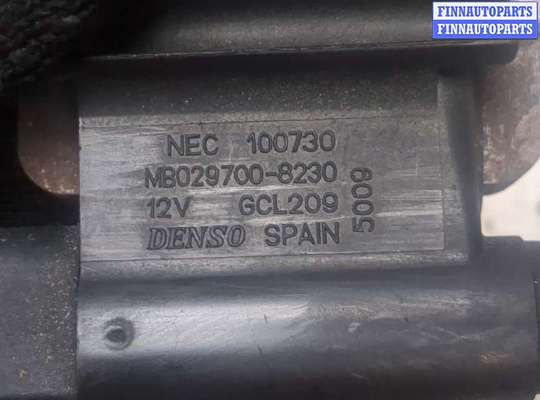 FINNAUTOPARTS
FINNAUTOPARTS
NEC 100730
MB029700-8230
12V GCL209
DENSO SPAIN
5009